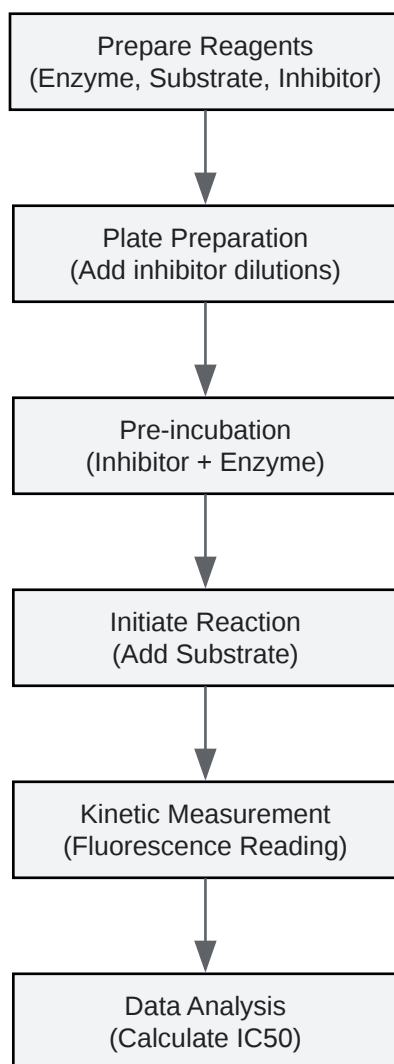 Prepare Reagents
(Enzyme, Substrate, Inhibitor)
Plate Preparation
(Add inhibitor dilutions)
Pre-incubation
(Inhibitor + Enzyme)
Initiate Reaction
(Add Substrate)
Kinetic Measurement
(Fluorescence Reading)
Data Analysis
(Calculate IC50)